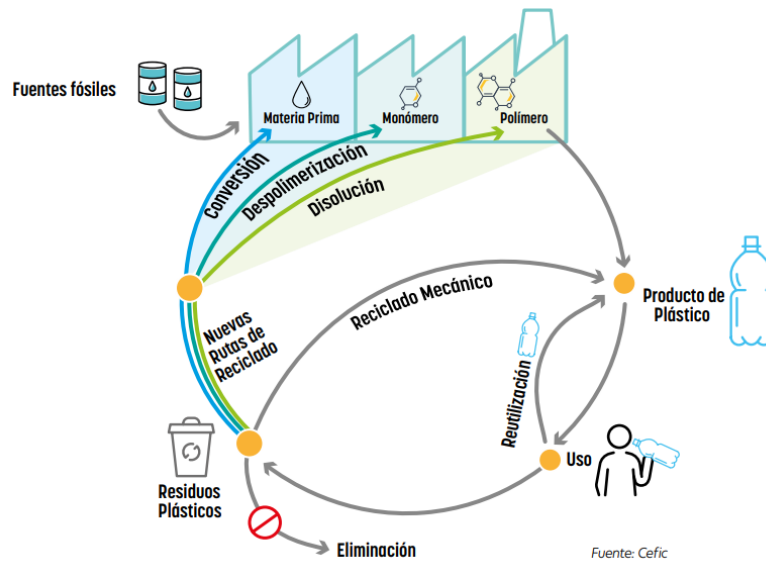 Fuentes fósiles
Materia Prima
Monómero
Polímero
Conversión
Despolimerización
Disolución
Nuevas
Rutas de
Reciclado
Reciclado Mecánico
Producto de
Plástico
Reutilización
Uso
Residuos
Plásticos
Eliminación
Fuente: Cefic